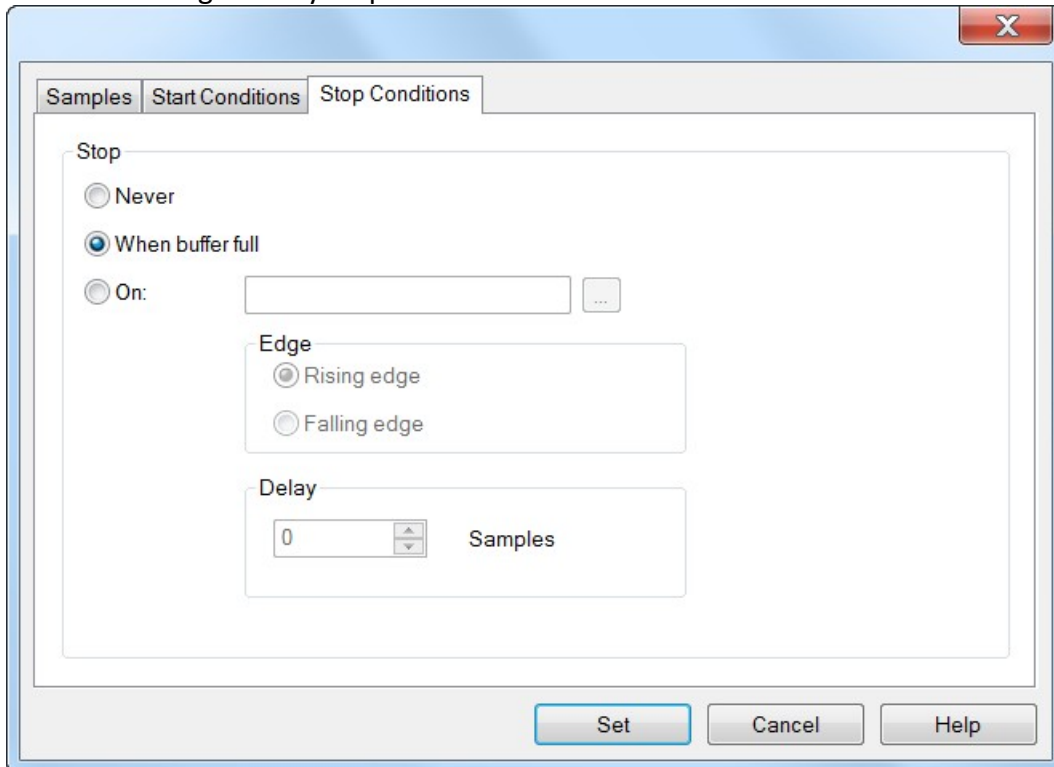 Samples Start Conditions Stop Conditions
Stop
Never
When buffer full
On: ...
Edge
Rising edge
Falling edge
Delay
0 Samples
Set Cancel Help